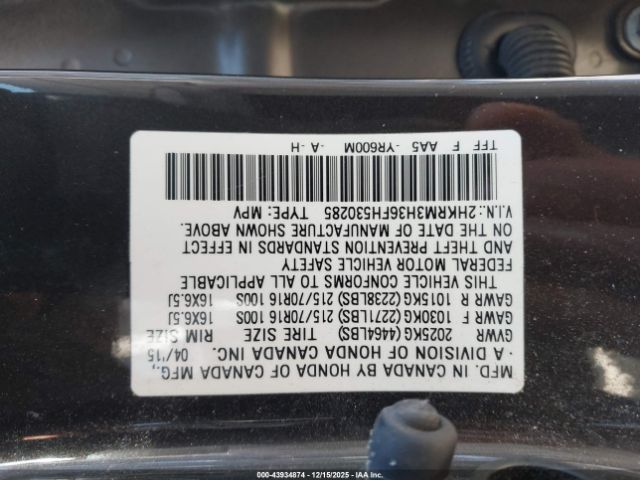 MFD. IN CANADA BY HONDA OF CANADA MFG.,
- A DIVISION OF HONDA CANADA INC. 04/'15
GVWR 2025KG(4464LBS) TIRE SIZE RIM SIZE
GAWR F 1030KG(2271LBS) 215/70R16 100S 16X6.5J
GAWR R 1015KG(2238LBS) 215/70R16 100S 16X6.5J
THIS VEHICLE CONFORMS TO ALL APPLICABLE
FEDERAL MOTOR VEHICLE SAFETY
AND THEFT PREVENTION STANDARDS IN EFFECT
ON THE DATE OF MANUFACTURE SHOWN ABOVE.
V.I.N.: 2HKRM3H36FH530285 TYPE: MPV
TFF F AA5 -YR600M -A -H
000-43934874 | 12/15/2025 | IAA Inc.